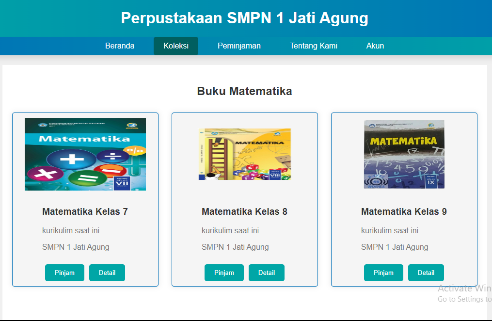 Perpustakaan SMPN 1 Jati Agung
Beranda Koleksi Peminjaman Tentang Kami Akun
Buku Matematika
Matematika
VII
MATEMATIKA
VIII
MATEMATIKA
IX
Matematika Kelas 7
kurikulim saat ini
SMPN 1 Jati Agung
Pinjam Detail
Matematika Kelas 8
kurikulim saat ini
SMPN 1 Jati Agung
Pinjam Detail
Matematika Kelas 9
kurikulim saat ini
SMPN 1 Jati Agung
Pinjam Detail
Activate Win
Go to Settings to